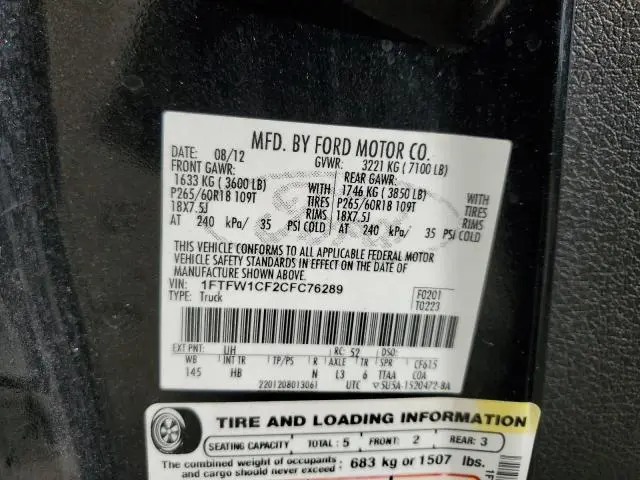 MFD. BY FORD MOTOR CO.
DATE: 08/12 GVWR: 3221 KG ( 7100 LB)
FRONT GAWR: REAR GAWR:
1633 KG ( 3600 LB) WITH 1746 KG ( 3850 LB) WITH
P265/60R18 109T TIRES P265/60R18 109T TIRES
18X7.5J RIMS 18X7.5J RIMS
AT 240 kPa/ 35 PSI COLD AT 240 kPa/ 35 PSI COLD
THIS VEHICLE CONFORMS TO ALL APPLICABLE FEDERAL MOTOR
VEHICLE SAFETY STANDARDS IN EFFECT ON THE DATE OF
MANUFACTURE SHOWN ABOVE.
VIN: 1FTFW1CF2CFC76289 F0201
TYPE: Truck T0223
EXT PNT: UH RC: 52 DSO:
WB INT TR TP/PS R AXLE TR SPR CF615
145 HB N L3 6 TTAA COA
2201208013061 UTC SU5A-1520472-BA
TIRE AND LOADING INFORMATION
SEATING CAPACITY TOTAL: 5 FRONT: 2 REAR: 3
The combined weight of occupants
and cargo should never exceed: 683 kg or 1507 lbs.